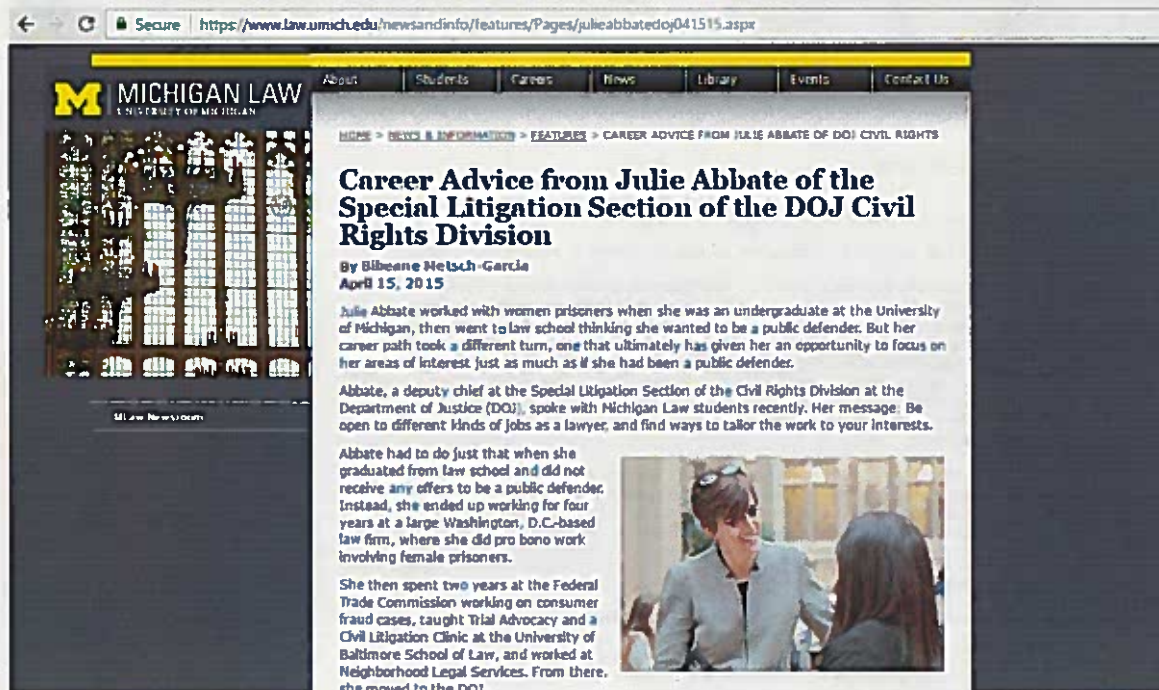 Secure | https://www.law.umich.edu/newsandinfo/features/Pages/julieabbatedoj041515.aspx
M MICHIGAN LAW
UNIVERSITY OF MICHIGAN
About Students Careers News Library Events Contact Us
HOME > NEWS & INFORMATION > FEATURES > CAREER ADVICE FROM JULIE ABBATE OF DOJ CIVIL RIGHTS
Career Advice from Julie Abbate of the
Special Litigation Section of the DOJ Civil
Rights Division
By Bibeane Metsch-Garcia
April 15, 2015
Julie Abbate worked with women prisoners when she was an undergraduate at the University
of Michigan, then went to law school thinking she wanted to be a public defender. But her
career path took a different turn, one that ultimately has given her an opportunity to focus on
her areas of interest just as much as if she had been a public defender.
Abbate, a deputy chief at the Special Litigation Section of the Civil Rights Division at the
Department of Justice (DOJ), spoke with Michigan Law students recently. Her message: Be
open to different kinds of jobs as a lawyer, and find ways to tailor the work to your interests.
MLaw Newsroom
Abbate had to do just that when she
graduated from law school and did not
receive any offers to be a public defender.
Instead, she ended up working for four
years at a large Washington, D.C.-based
law firm, where she did pro bono work
involving female prisoners.
She then spent two years at the Federal
Trade Commission working on consumer
fraud cases, taught Trial Advocacy and a
Civil Litigation Clinic at the University of
Baltimore School of Law, and worked at
Neighborhood Legal Services. From there,
she moved to the DOJ.